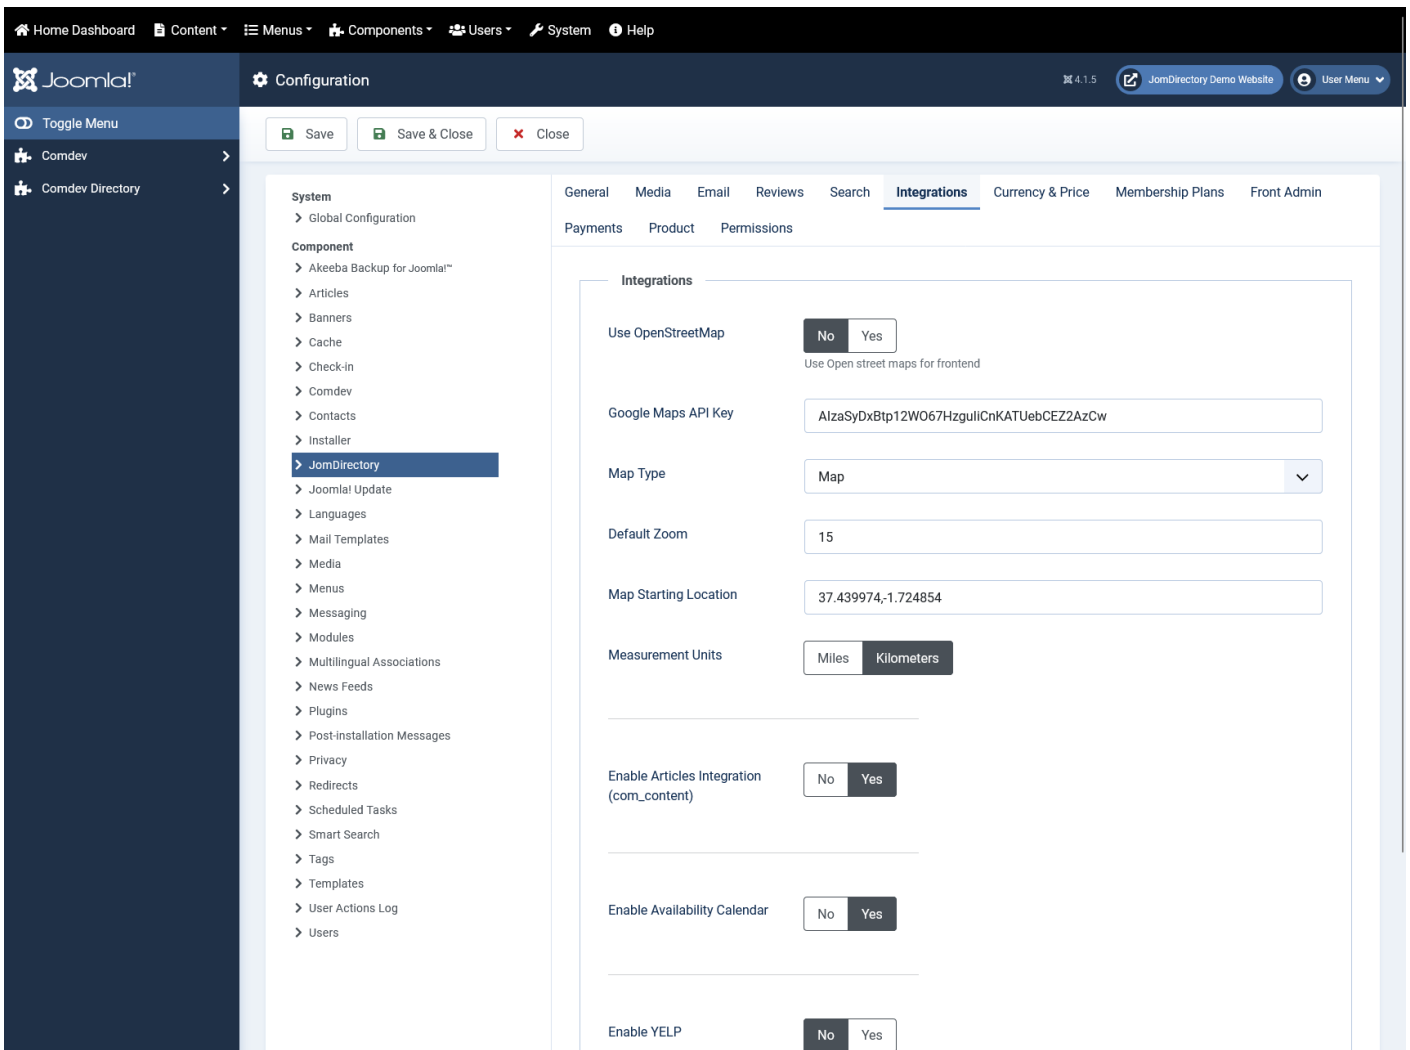 Home Dashboard Content Menus Components Users System Help
Joomla!
Configuration
4.1.5
JomDirectory Demo Website
User Menu
Toggle Menu
Comdev
Comdev Directory
Save
Save & Close
Close
System
Global Configuration
Component
Akeeba Backup for Joomla!™
Articles
Banners
Cache
Check-in
Comdev
Contacts
Installer
JomDirectory
Joomla! Update
Languages
Mail Templates
Media
Menus
Messaging
Modules
Multilingual Associations
News Feeds
Plugins
Post-installation Messages
Privacy
Redirects
Scheduled Tasks
Smart Search
Tags
Templates
User Actions Log
Users
General Media Email Reviews Search Integrations Currency & Price Membership Plans Front Admin
Payments Product Permissions
Integrations
Use OpenStreetMap
No Yes
Use Open street maps for frontend
Google Maps API Key
AIzaSyDxBtp12WO67HzguliCnKATUebCEZ2AzCw
Map Type
Map
Default Zoom
15
Map Starting Location
37.439974,-1.724854
Measurement Units
Miles Kilometers
Enable Articles Integration
(com_content)
No Yes
Enable Availability Calendar
No Yes
Enable YELP
No Yes